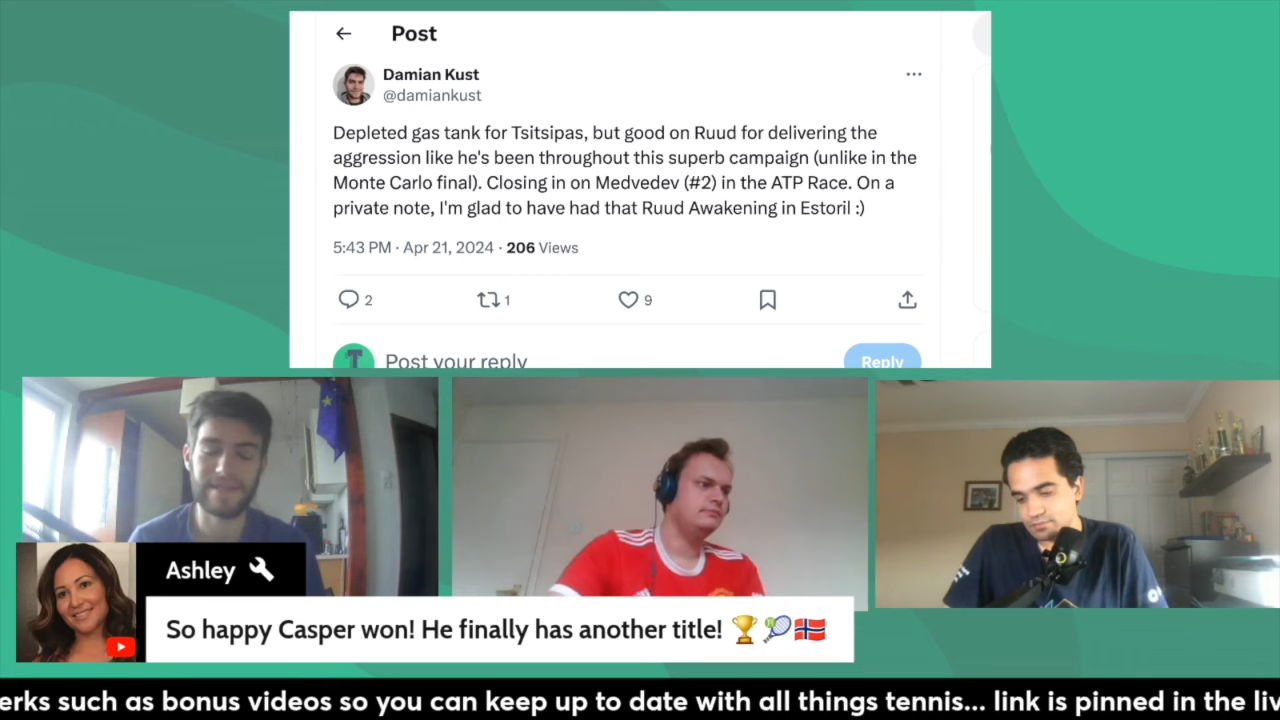 Post
Damian Kust
@damiankust
Depleted gas tank for Tsitsipas, but good on Ruud for delivering the
aggression like he's been throughout this superb campaign (unlike in the
Monte Carlo final). Closing in on Medvedev (#2) in the ATP Race. On a
private note, I'm glad to have had that Ruud Awakening in Estoril :)
5:43 PM · Apr 21, 2024 · 206 Views
2 1 9
T Post your reply Reply
Ashley
So happy Casper won! He finally has another title! 🏆🎾🇳🇴
erks such as bonus videos so you can keep up to date with all things tennis... link is pinned in the liv